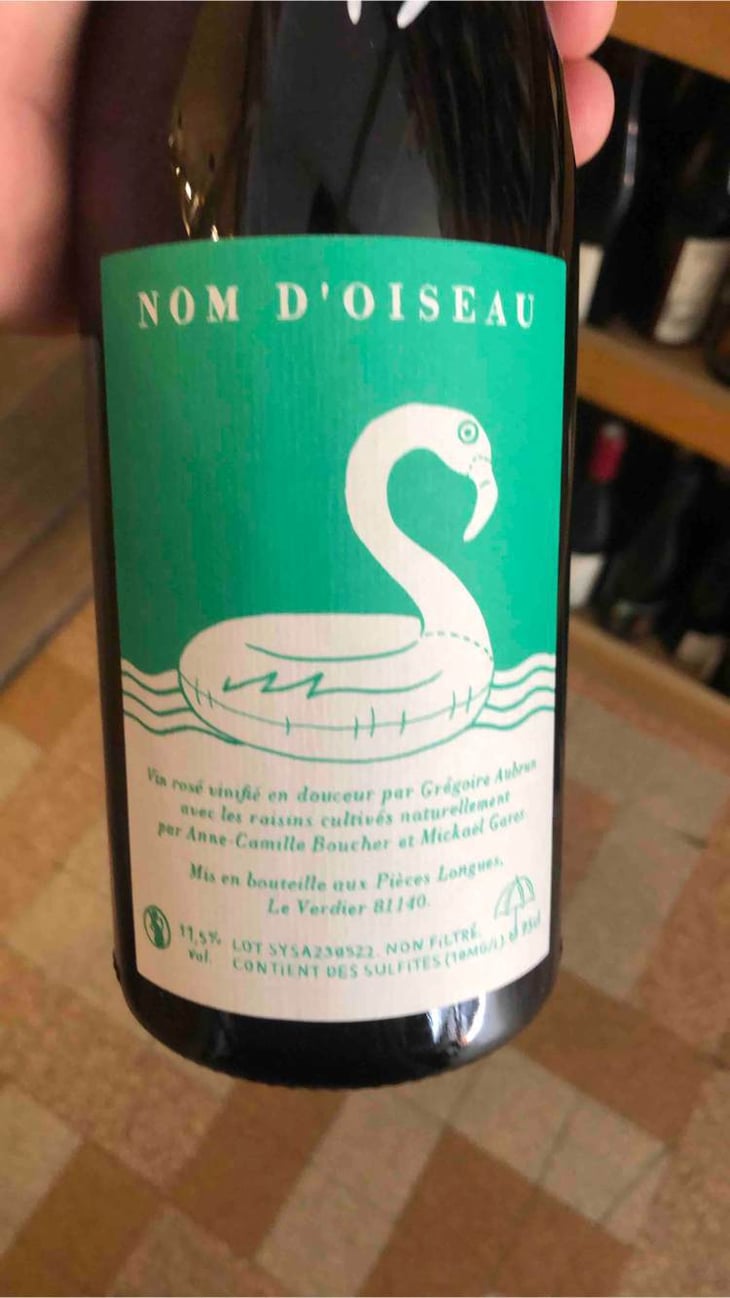 NOM D'OISEAU
Vin rosé vinifié en douceur par Grégoire Aubrun
avec les raisins cultivés naturellement
par Anne-Camille Boucher et Mickaël Gares
Mis en bouteille aux Pièces Longues,
Le Verdier 81140.
11,5% vol.
LOT SYSA230522. NON FiLTRÉ.
CONTIENT DES SULFiTES (10MG/L)